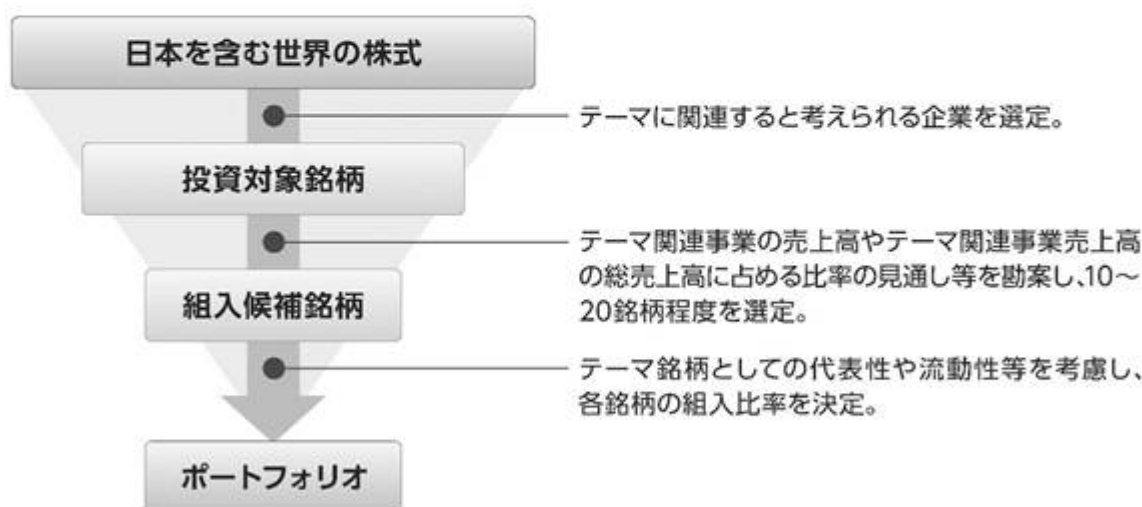 日本を含む世界の株式
テーマに関連すると考えられる企業を選定。
投資対象銘柄
テーマ関連事業の売上高やテーマ関連事業売上高
の総売上高に占める比率の見通し等を勘案し、10〜
20銘柄程度を選定。
組入候補銘柄
テーマ銘柄としての代表性や流動性等を考慮し、
各銘柄の組入比率を決定。
ポートフォリオ